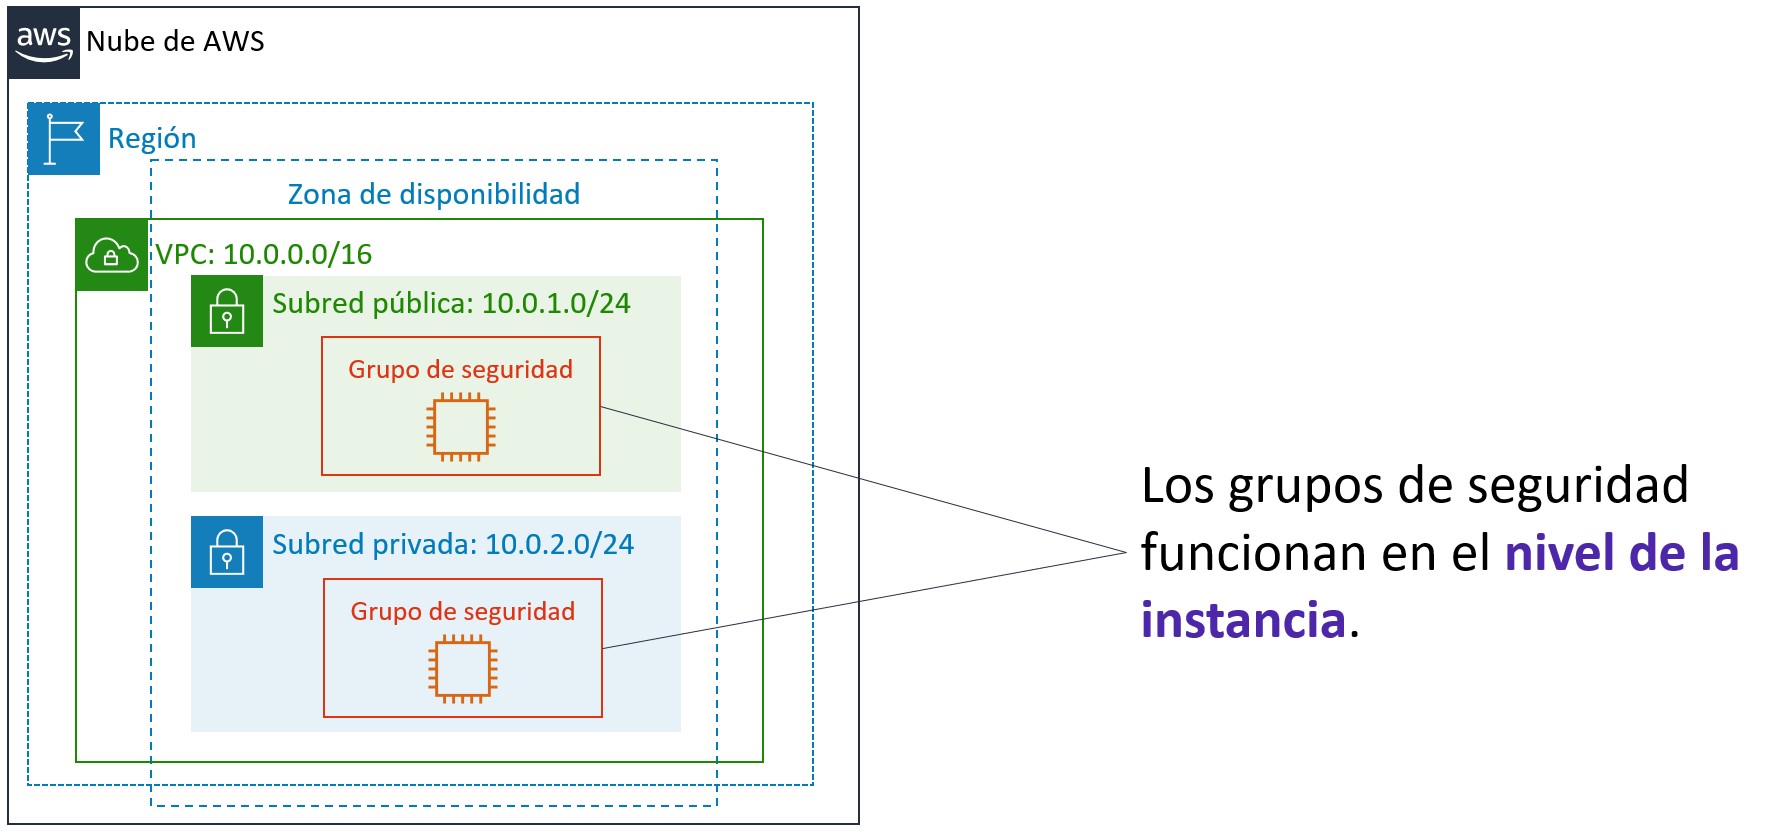 aws
Nube de AWS
Región
Zona de disponibilidad
VPC: 10.0.0.0/16
Subred pública: 10.0.1.0/24
Grupo de seguridad
Subred privada: 10.0.2.0/24
Grupo de seguridad
Los grupos de seguridad
funcionan en el nivel de la
instancia.